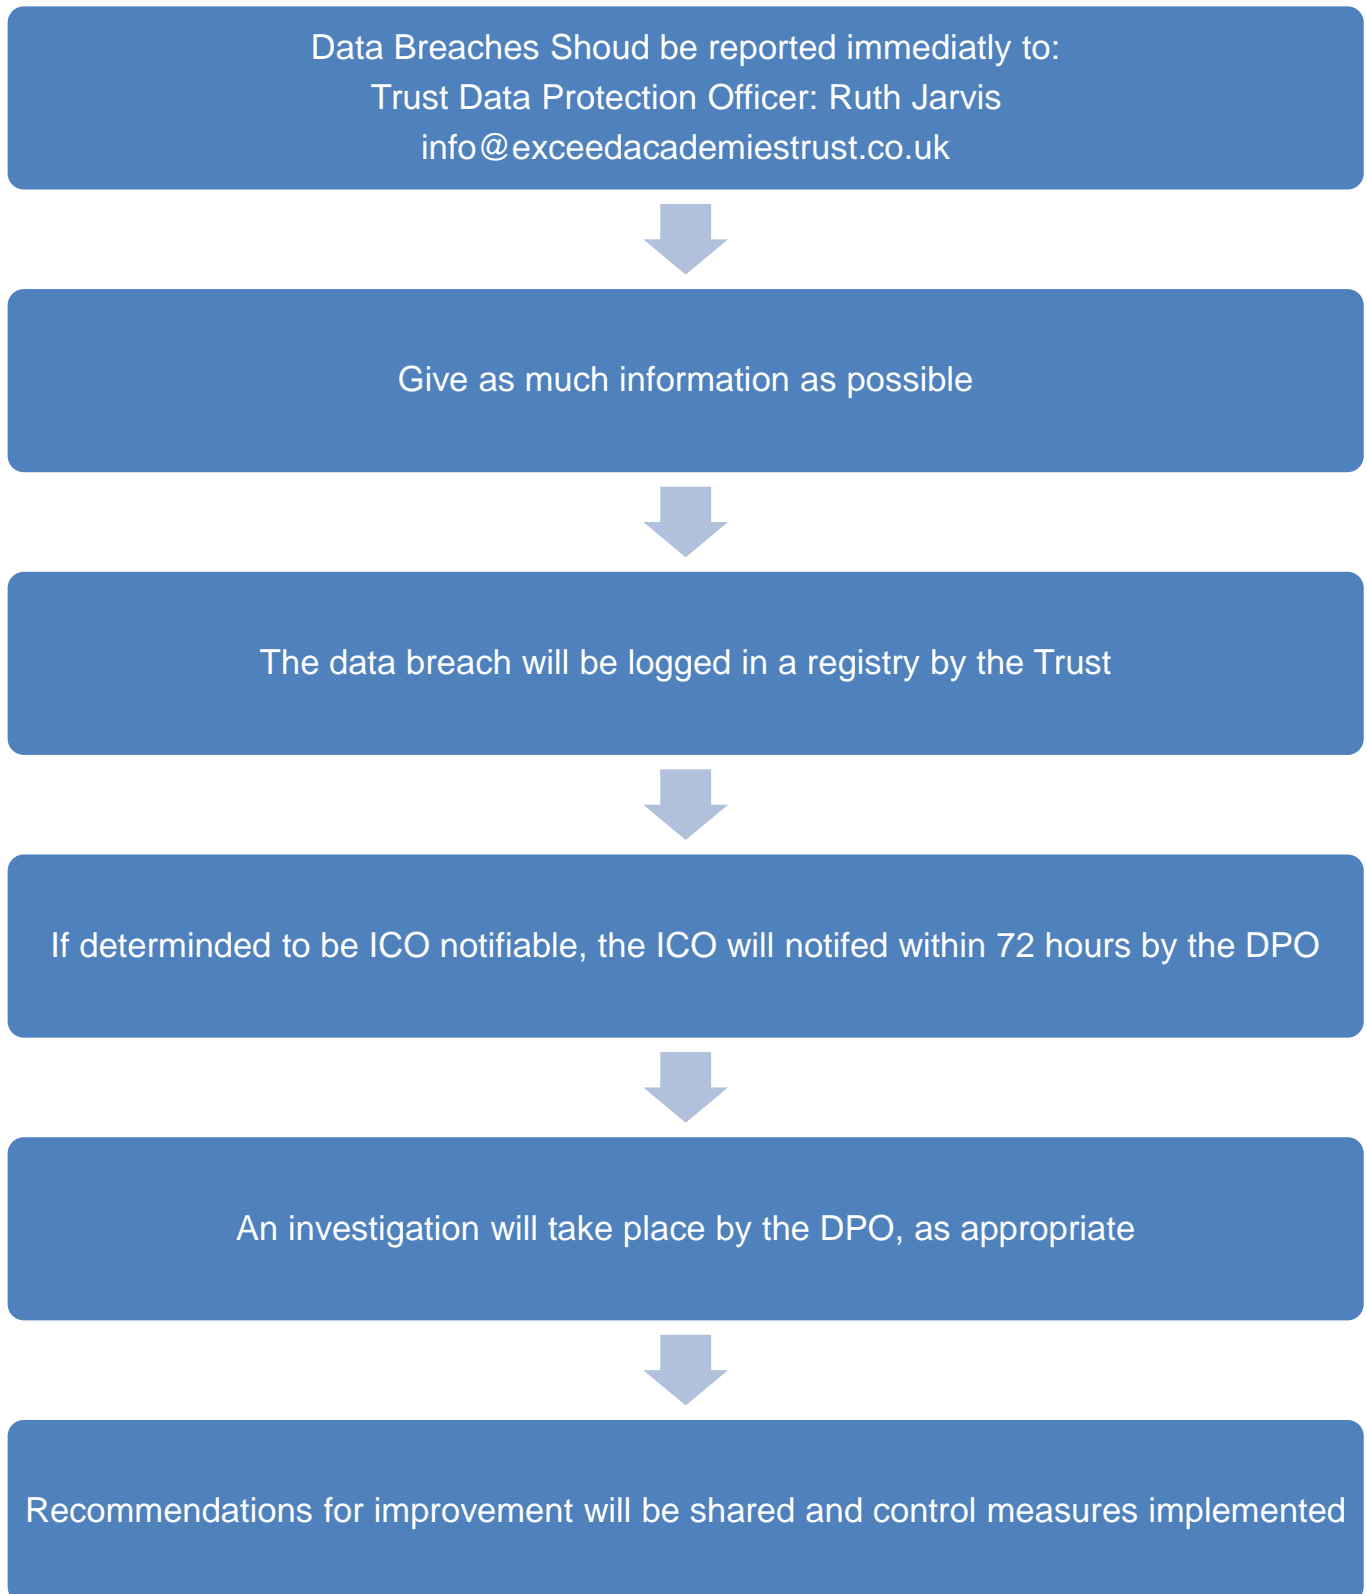 Data Breaches Shoud be reported immediatly to:
Trust Data Protection Officer: Ruth Jarvis
info@exceedacademiestrust.co.uk
Give as much information as possible
The data breach will be logged in a registry by the Trust
If determinded to be ICO notifiable, the ICO will notifed within 72 hours by the DPO
An investigation will take place by the DPO, as appropriate
Recommendations for improvement will be shared and control measures implemented